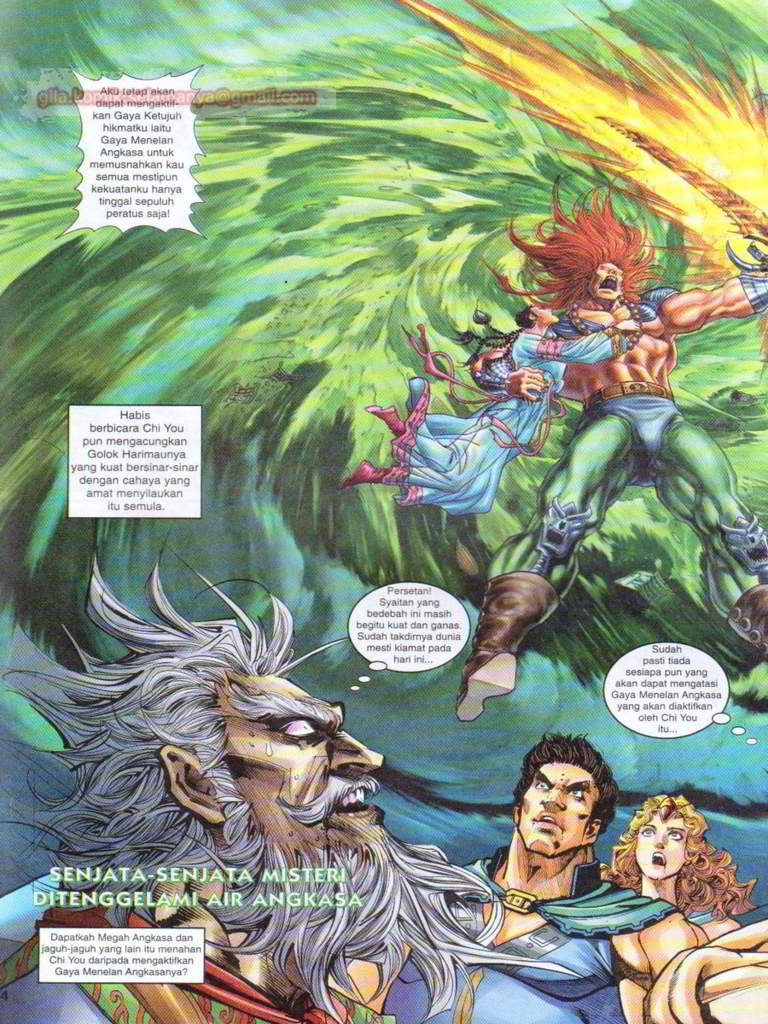 Aku tetap akan
dapat mengaktif-
kan Gaya Ketujuh
hikmatku iaitu
Gaya Menelan
Angkasa untuk
memusnahkan kau
semua mestipun
kekuatanku hanya
tinggal sepuluh
peratus saja!
Habis
berbicara Chi You
pun mengacungkan
Golok Harimaunya
yang kuat bersinar-sinar
dengan cahaya yang
amat menyilaukan
itu semula.
Persetan!
Syaitan yang
bedebah ini masih
begitu kuat dan ganas.
Sudah takdirnya dunia
mesti kiamat pada
hari ini...
Sudah
pasti tiada
sesiapa pun yang
akan dapat mengatasi
Gaya Menelan Angkasa
yang akan diaktifkan
oleh Chi You
itu...
SENJATA-SENJATA MISTERI
DITENGGELAMI AIR ANGKASA
Dapatkah Megah Angkasa dan
jaguh-jaguh yang lain itu menahan
Chi You daripada mengaktifkan
Gaya Menelan Angkasanya?
4